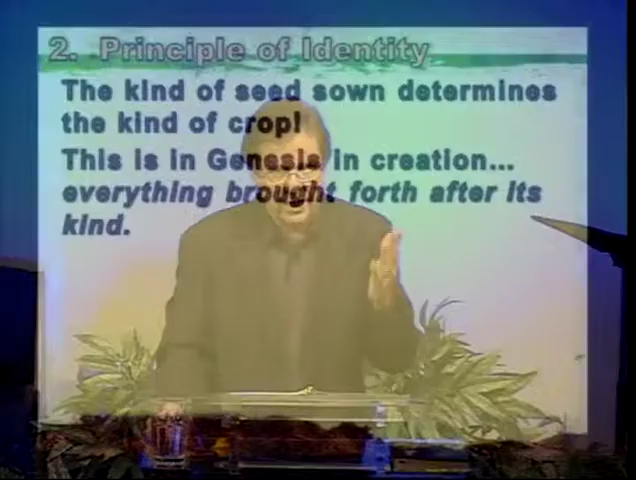 2. Principle of Identity
The kind of seed sown determines
the kind of crop!
This is in Genesis in creation...
everything brought forth after its
kind.